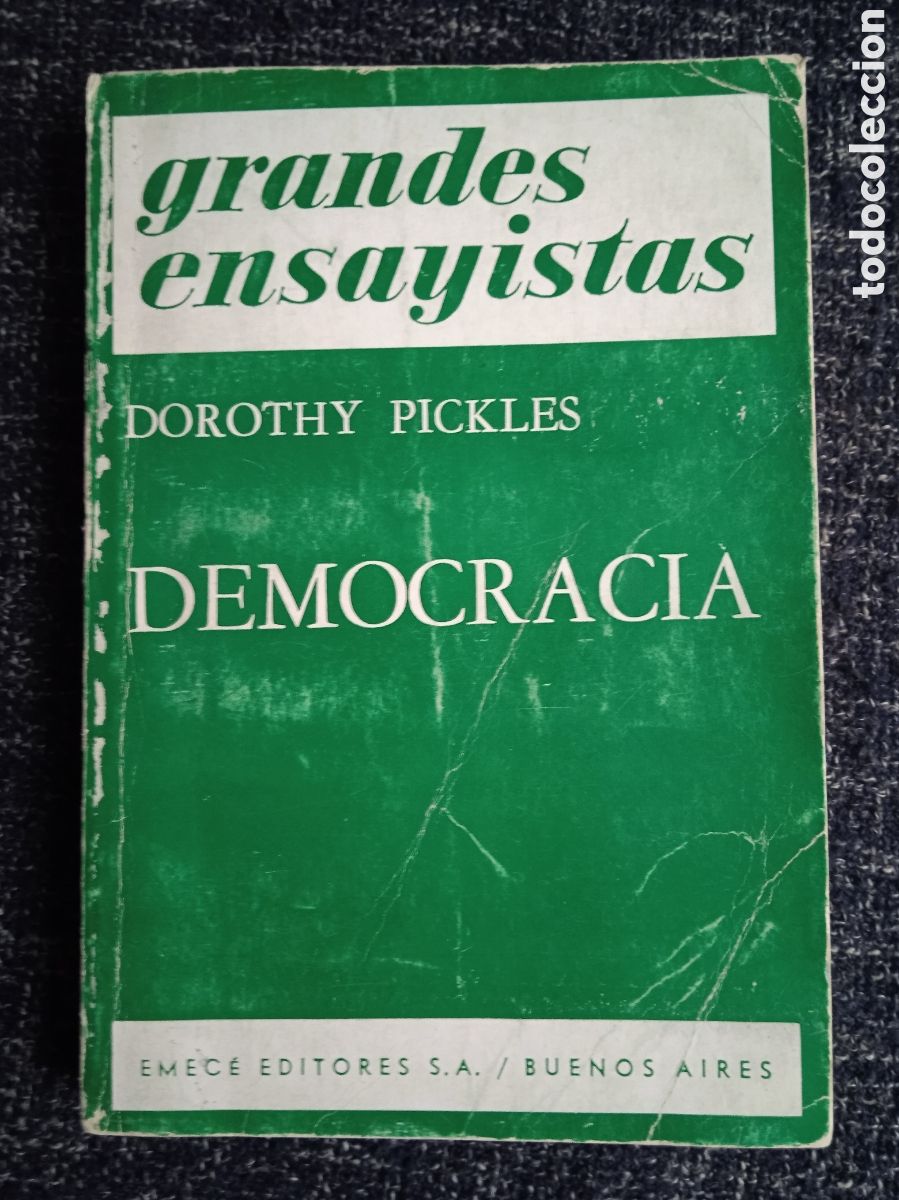 grandes
ensayistas
DOROTHY PICKLES
DEMOCRACIA
EMECÉ EDITORES S.A. / BUENOS AIRES
todocoleccion